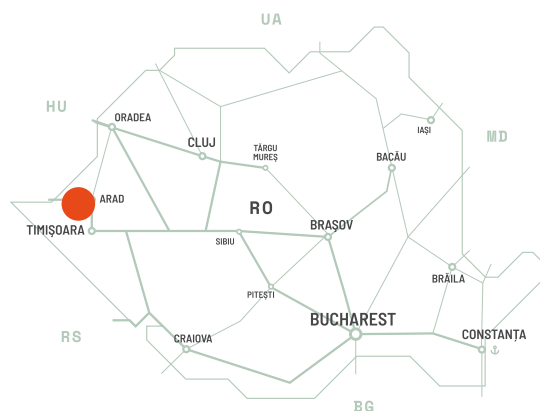 UA
HU
ORADEA
CLUJ
TÂRGU
MUREȘ
IAȘI
MD
BACĂU
ARAD
RO
TIMIȘOARA
SIBIU
BRAȘOV
BRĂILA
PITEȘTI
BUCHAREST
RS
CRAIOVA
CONSTANȚA
BG